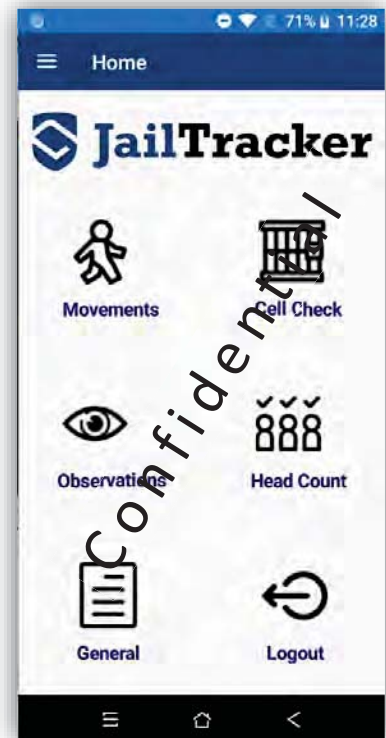 71% 11:28
Home
JailTracker
Movements
Cell Check
Observations
Head Count
General
Logout
Confidential